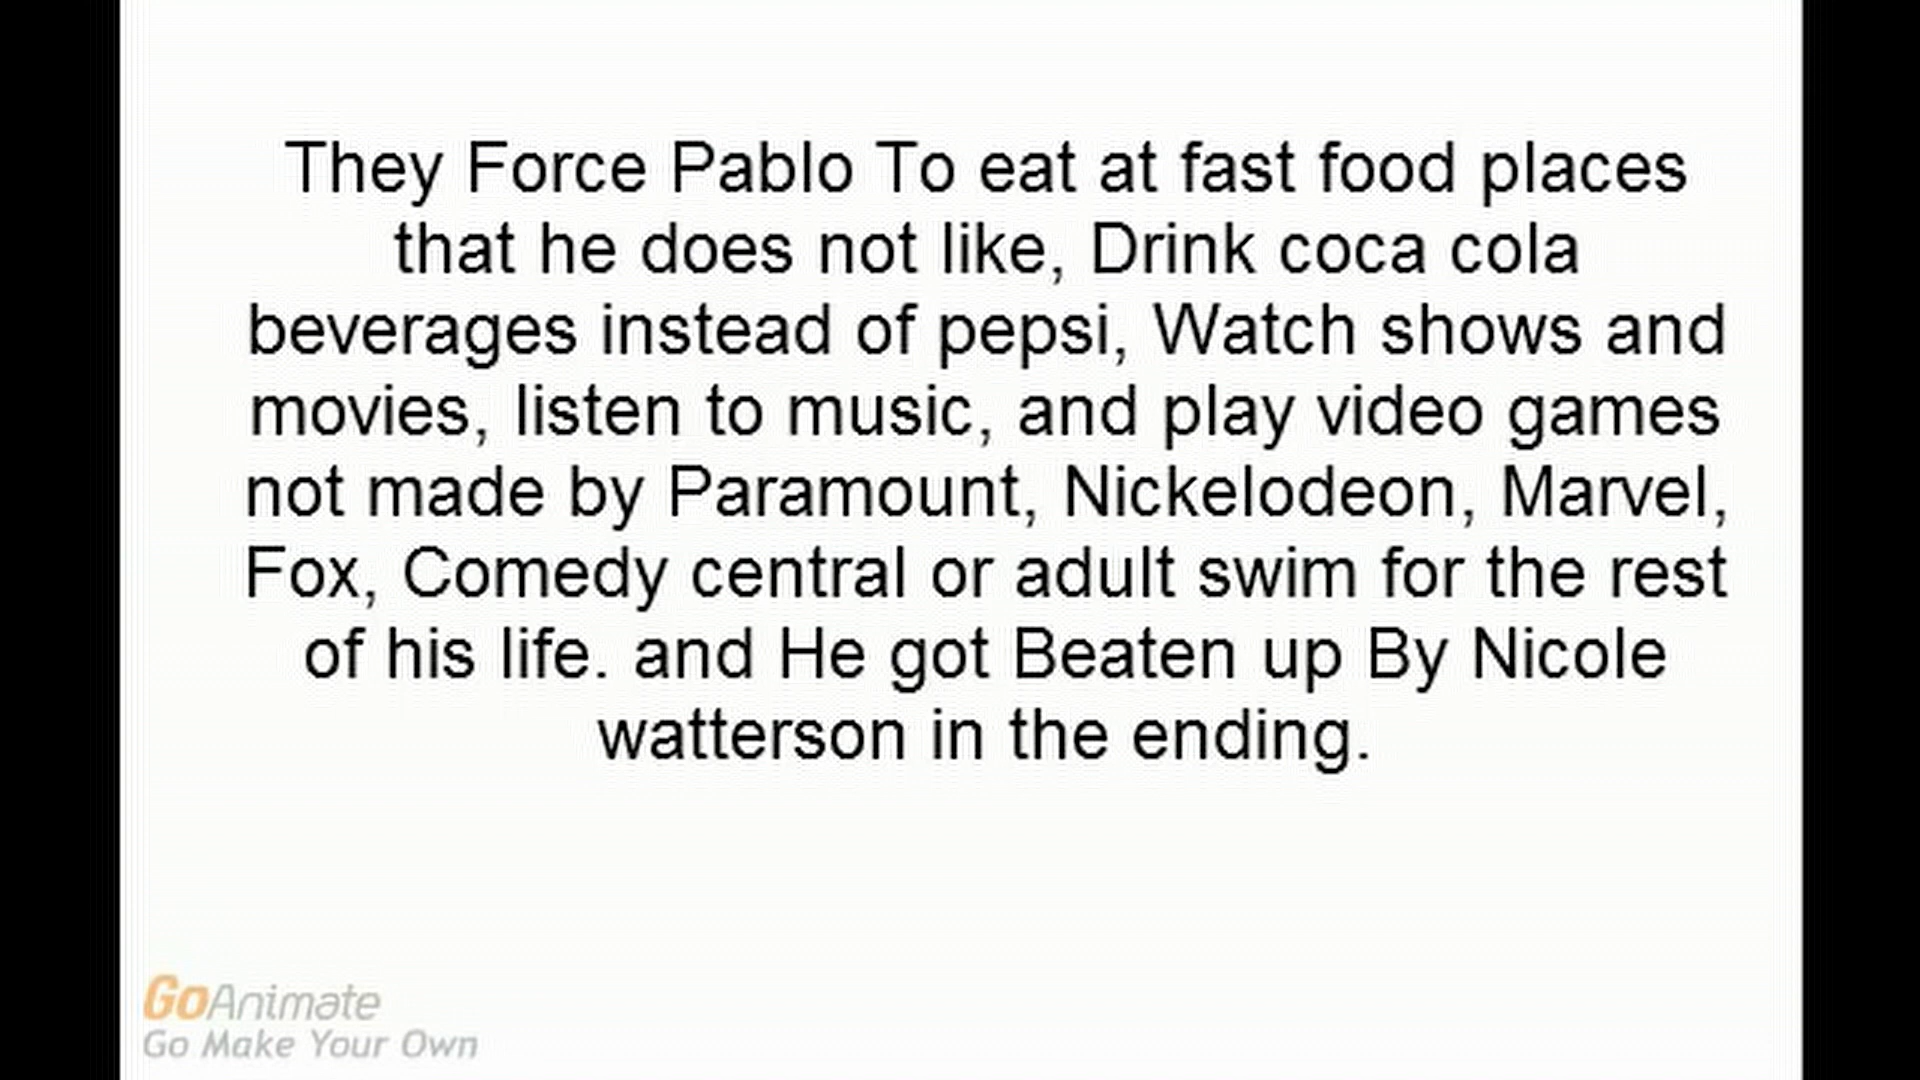 They Force Pablo To eat at fast food places
that he does not like, Drink coca cola
beverages instead of pepsi, Watch shows and
movies, listen to music, and play video games
not made by Paramount, Nickelodeon, Marvel,
Fox, Comedy central or adult swim for the rest
of his life. and He got Beaten up By Nicole
watterson in the ending.
GoAnimate
Go Make Your Own